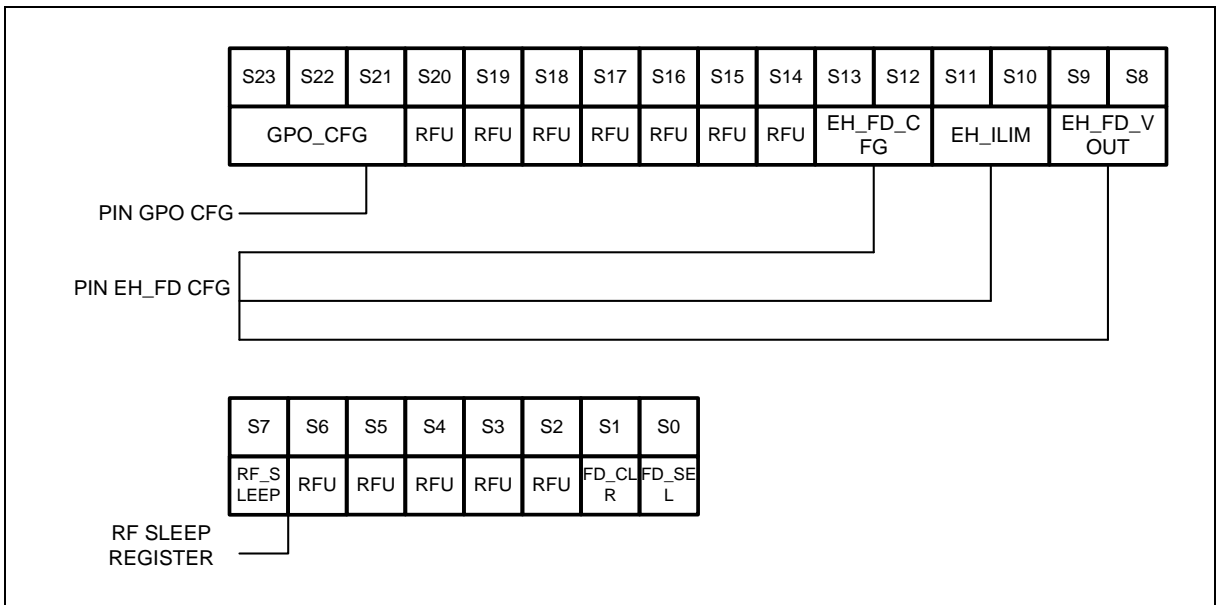 S23 S22 S21 S20 S19 S18 S17 S16 S15 S14 S13 S12 S11 S10 S9 S8
GPO_CFG RFU RFU RFU RFU RFU RFU RFU EH_FD_C
FG EH_ILIM EH_FD_V
OUT
PIN GPO CFG
PIN EH_FD CFG
S7 S6 S5 S4 S3 S2 S1 S0
RF_S
LEEP RFU RFU RFU RFU RFU FD_CL
R FD_SE
L
RF SLEEP
REGISTER